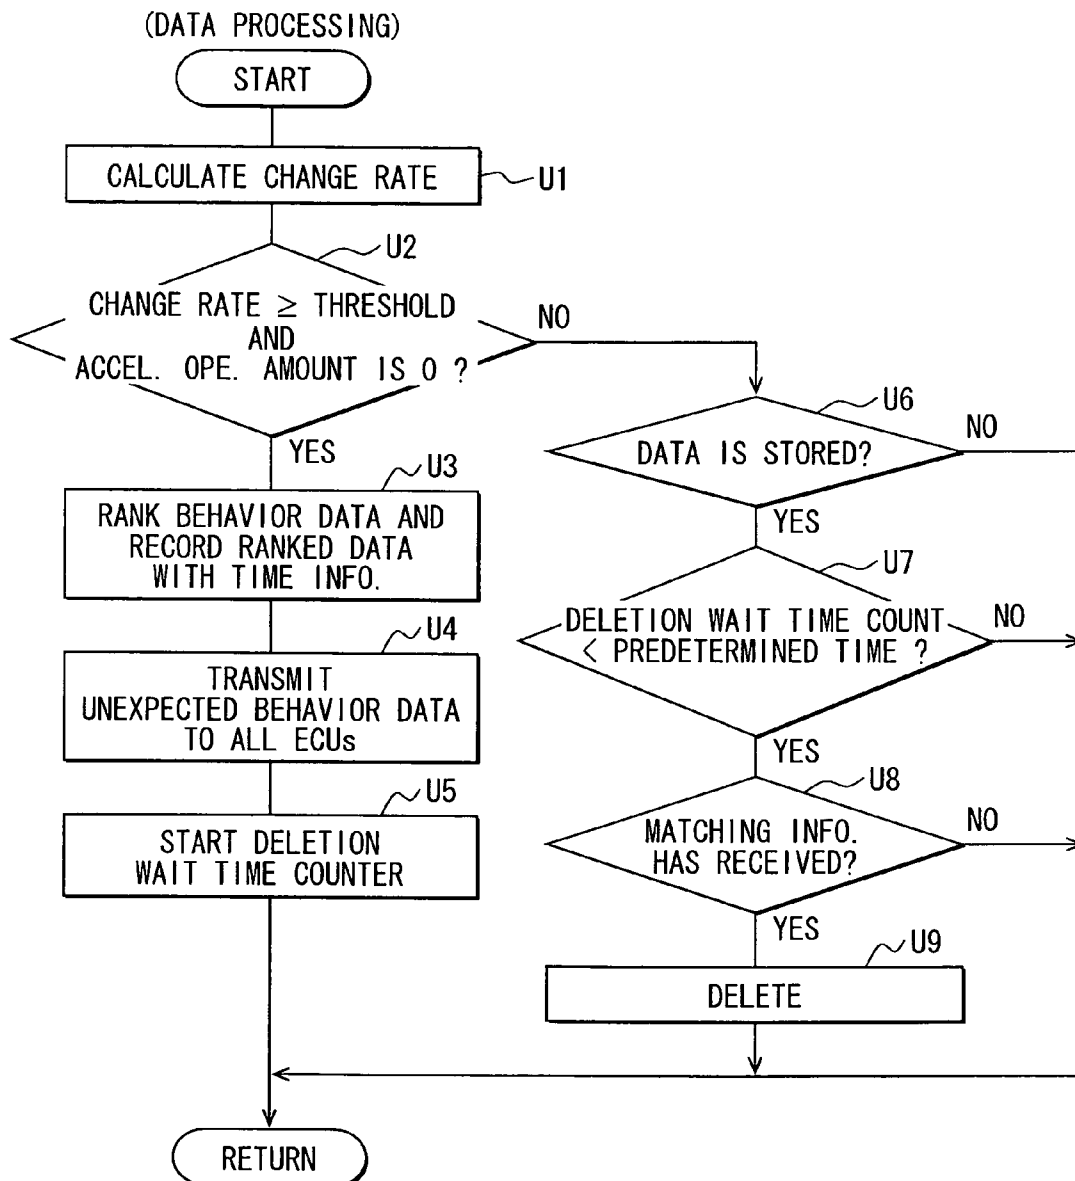 (DATA PROCESSING)
START
CALCULATE CHANGE RATE
U1
U2
CHANGE RATE ≥ THRESHOLD
AND
ACCEL. OPE. AMOUNT IS 0 ?
NO
YES
U3
RANK BEHAVIOR DATA AND
RECORD RANKED DATA
WITH TIME INFO.
U4
TRANSMIT
UNEXPECTED BEHAVIOR DATA
TO ALL ECUs
U5
START DELETION
WAIT TIME COUNTER
U6
DATA IS STORED?
NO
YES
U7
DELETION WAIT TIME COUNT
< PREDETERMINED TIME ?
NO
YES
U8
MATCHING INFO.
HAS RECEIVED?
NO
YES
U9
DELETE
RETURN